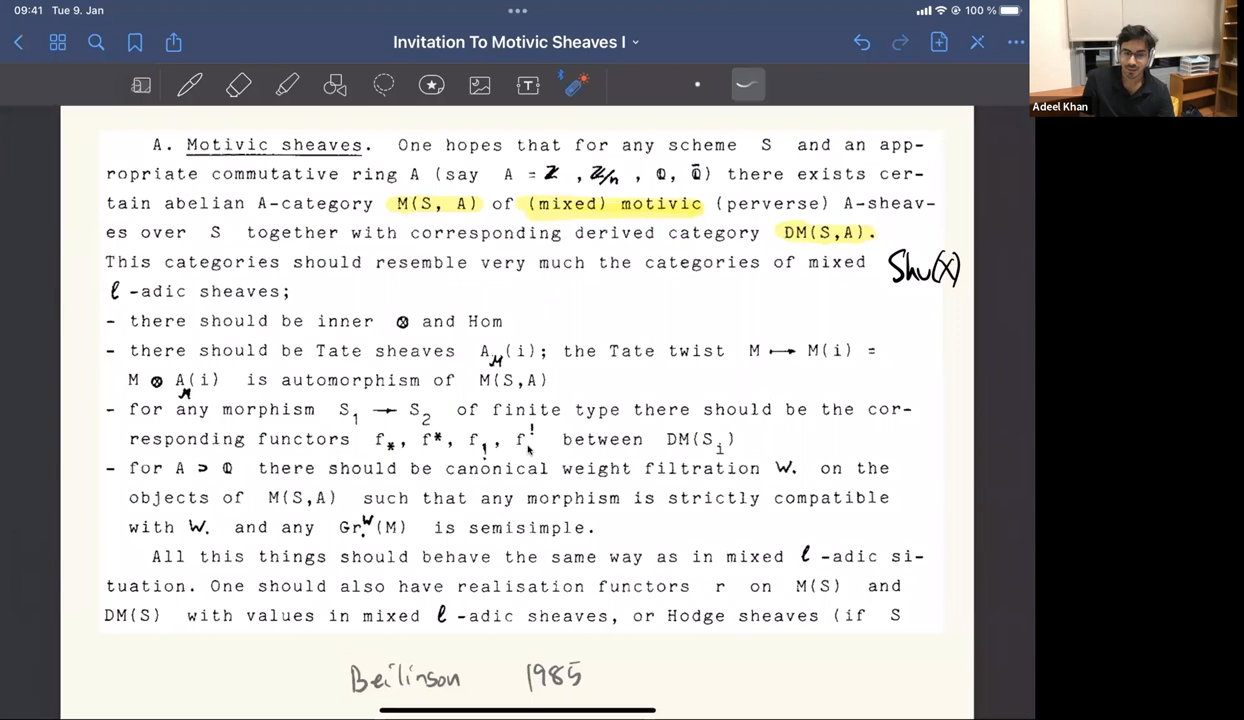 09:41 Tue 9. Jan
100 %
Invitation To Motivic Sheaves I
Adeel Khan
A. Motivic sheaves. One hopes that for any scheme S and an app-
ropriate commutative ring A (say A = ℤ, ℤ/n, ℚ, ℚ̄) there exists cer-
tain abelian A-category M(S, A) of (mixed) motivic (perverse) A-sheav-
es over S together with corresponding derived category DM(S,A).
This categories should resemble very much the categories of mixed
Shv(X)
ℓ-adic sheaves;
- there should be inner ⊗ and Hom
- there should be Tate sheaves A_M(i); the Tate twist M ⟼ M(i) =
M ⊗ A_M(i) is automorphism of M(S,A)
- for any morphism S₁ → S₂ of finite type there should be the cor-
responding functors f_*, f*, f_!, f^! between DM(S_i)
- for A ⊃ ℚ there should be canonical weight filtration W. on the
objects of M(S,A) such that any morphism is strictly compatible
with W. and any Gr.^W(M) is semisimple.
All this things should behave the same way as in mixed ℓ-adic si-
tuation. One should also have realisation functors r on M(S) and
DM(S) with values in mixed ℓ-adic sheaves, or Hodge sheaves (if S
Beilinson 1985